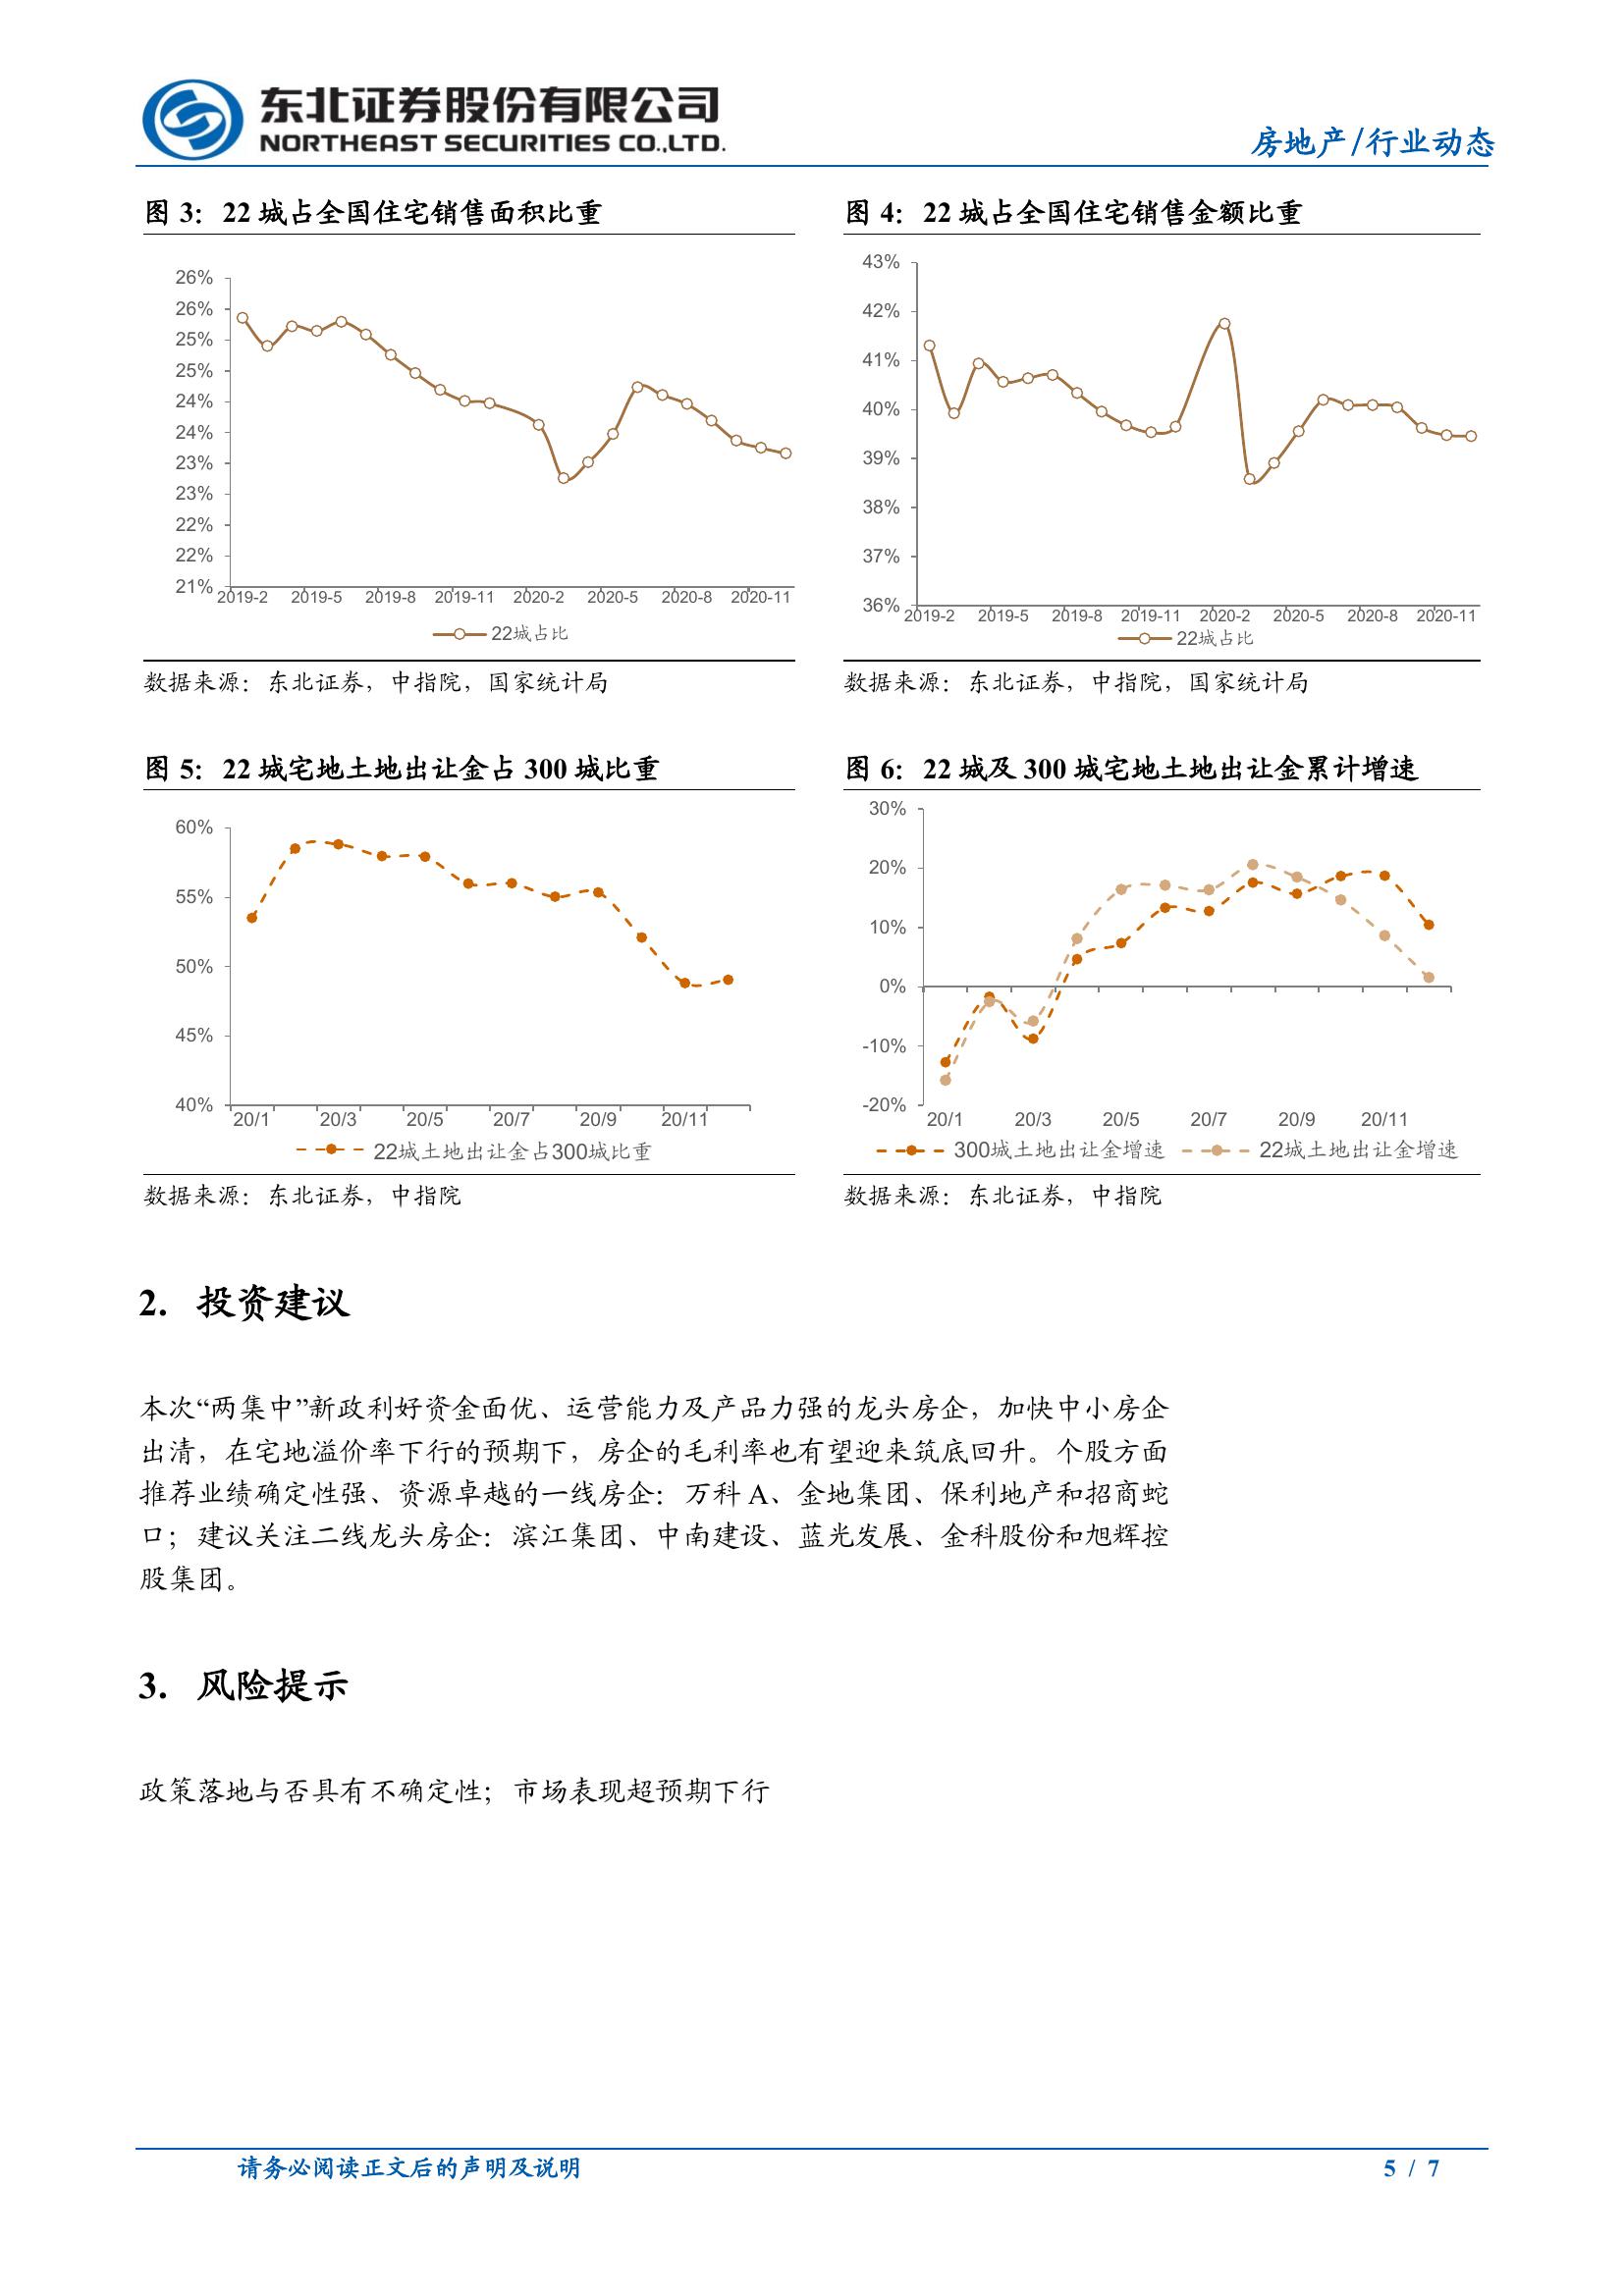 东北证券股份有限公司
NORTHEAST SECURITIES CO.,LTD.
房地产/行业动态
图 3：22 城占全国住宅销售面积比重
26%
26%
25%
25%
24%
24%
23%
23%
22%
22%
21%
2019-2 2019-5 2019-8 2019-11 2020-2 2020-5 2020-8 2020-11
22城占比
数据来源：东北证券，中指院，国家统计局
图 4：22 城占全国住宅销售金额比重
43%
42%
41%
40%
39%
38%
37%
36%
2019-2 2019-5 2019-8 2019-11 2020-2 2020-5 2020-8 2020-11
22城占比
数据来源：东北证券，中指院，国家统计局
图 5：22 城宅地土地出让金占 300 城比重
60%
55%
50%
45%
40%
20/1 20/3 20/5 20/7 20/9 20/11
22城土地出让金占300城比重
数据来源：东北证券，中指院
图 6：22 城及 300 城宅地土地出让金累计增速
30%
20%
10%
0%
-10%
-20%
20/1 20/3 20/5 20/7 20/9 20/11
300城土地出让金增速 22城土地出让金增速
数据来源：东北证券，中指院
2. 投资建议
本次“两集中”新政利好资金面优、运营能力及产品力强的龙头房企，加快中小房企
出清，在宅地溢价率下行的预期下，房企的毛利率也有望迎来筑底回升。个股方面
推荐业绩确定性强、资源卓越的一线房企：万科 A、金地集团、保利地产和招商蛇
口；建议关注二线龙头房企：滨江集团、中南建设、蓝光发展、金科股份和旭辉控
股集团。
3. 风险提示
政策落地与否具有不确定性；市场表现超预期下行
请务必阅读正文后的声明及说明
5 / 7